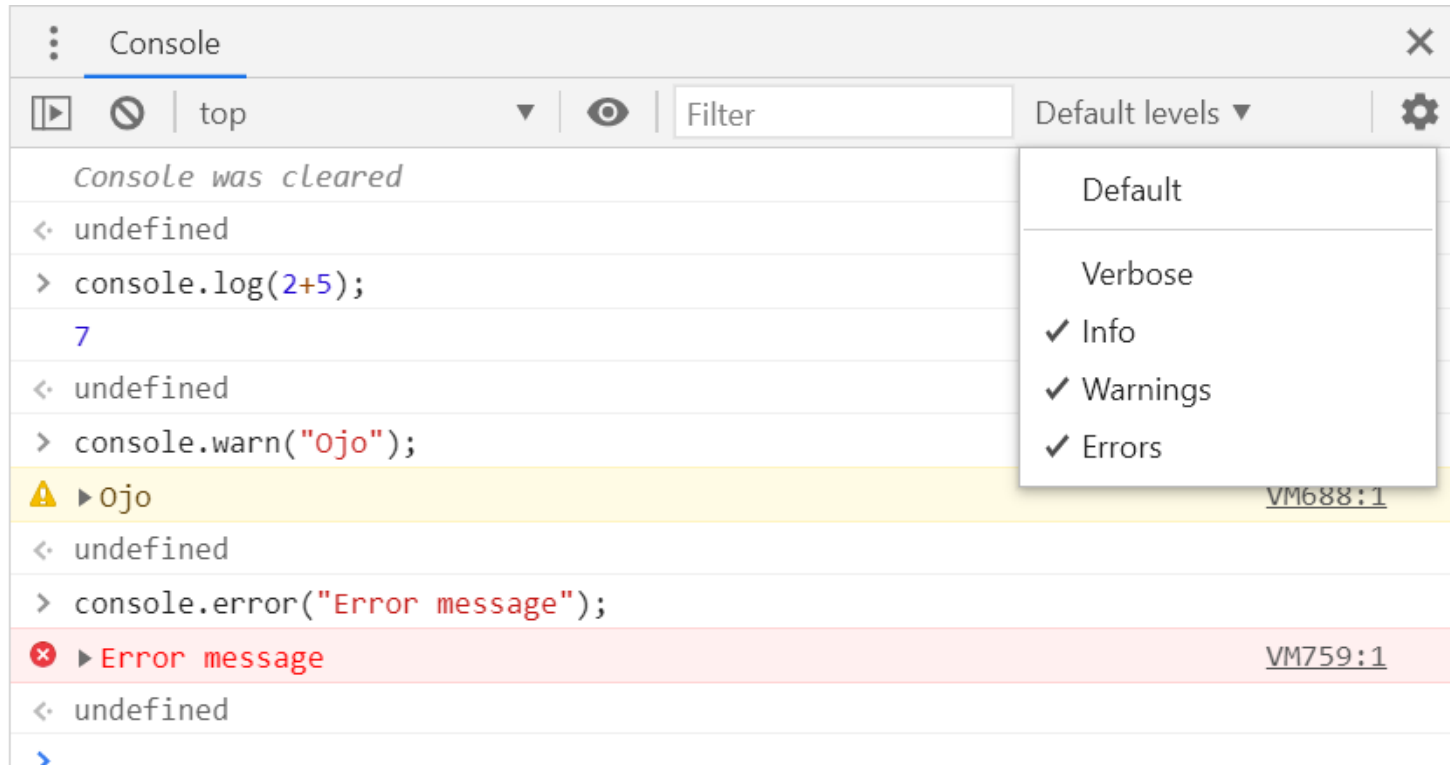 Console
top Filter Default levels
Console was cleared
undefined
console.log(2+5);
7
undefined
console.warn("Ojo");
Ojo VM688:1
undefined
console.error("Error message");
Error message VM759:1
undefined
Default
Verbose
Info
Warnings
Errors